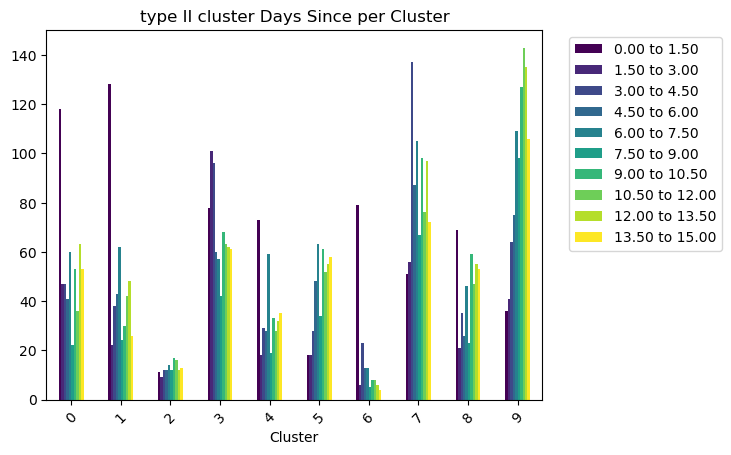 type II cluster Days Since per Cluster
140
120
100
80
60
40
20
0
0 1 2 3 4 5 6 7 8 9
Cluster
0.00 to 1.50
1.50 to 3.00
3.00 to 4.50
4.50 to 6.00
6.00 to 7.50
7.50 to 9.00
9.00 to 10.50
10.50 to 12.00
12.00 to 13.50
13.50 to 15.00